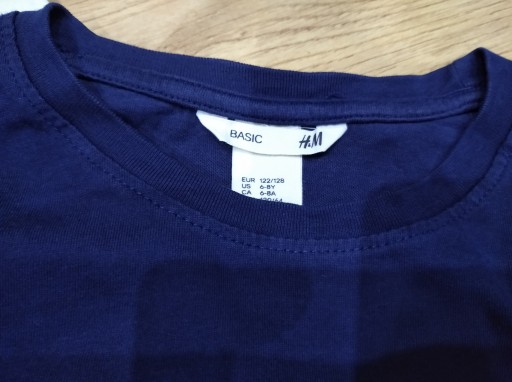 BASIC H&M
EUR 122/128
US 6-8Y
CA 6-8A